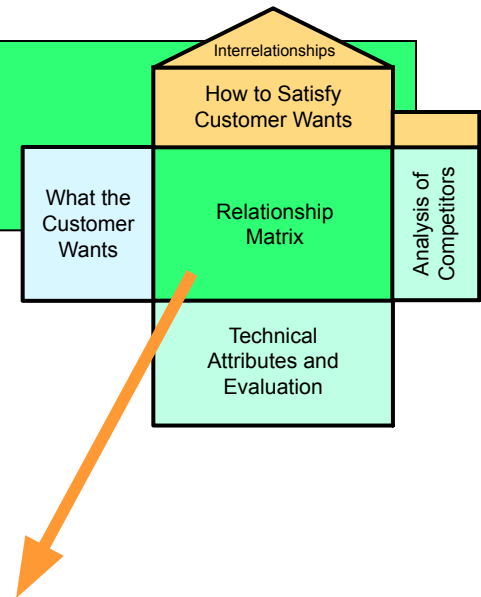 Interrelationships
How to Satisfy
Customer Wants
What the
Customer
Wants
Relationship
Matrix
Analysis of
Competitors
Technical
Attributes and
Evaluation